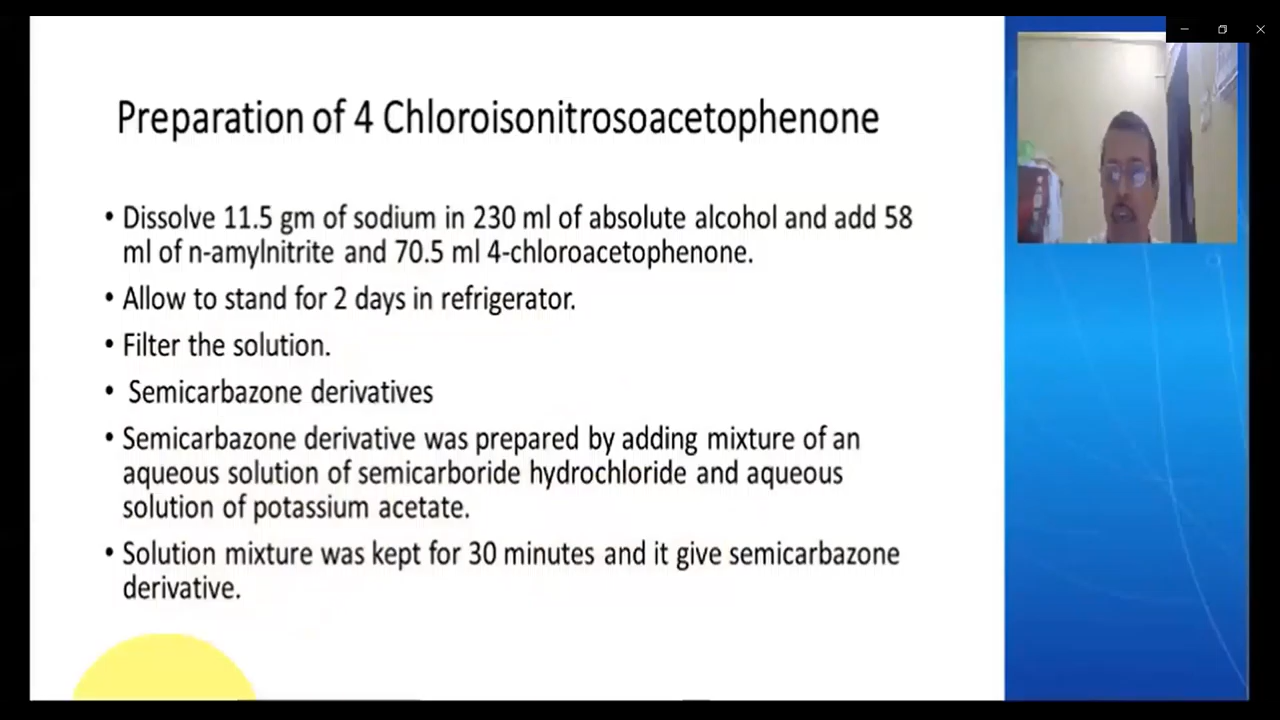 Preparation of 4 Chloroisonitrosoacetophenone
• Dissolve 11.5 gm of sodium in 230 ml of absolute alcohol and add 58
ml of n-amylnitrite and 70.5 ml 4-chloroacetophenone.
• Allow to stand for 2 days in refrigerator.
• Filter the solution.
• Semicarbazone derivatives
• Semicarbazone derivative was prepared by adding mixture of an
aqueous solution of semicarboride hydrochloride and aqueous
solution of potassium acetate.
• Solution mixture was kept for 30 minutes and it give semicarbazone
derivative.